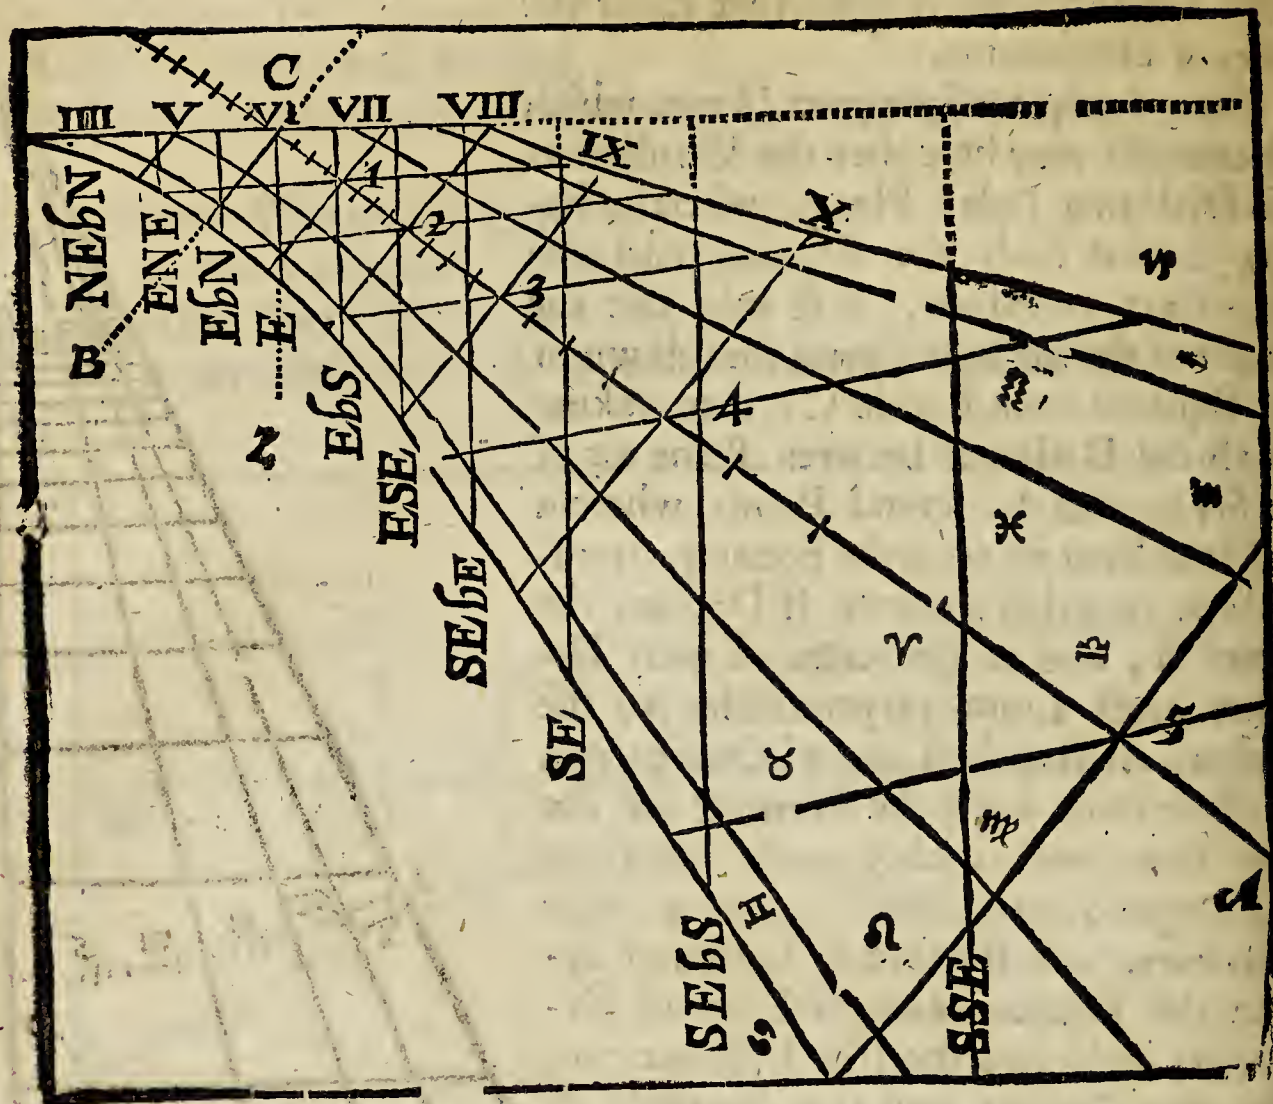 C
IIII V VI VII VIII
IX
X
1
2
3
4
5
NEbN
ENE
EbN
E
B
Z
EbS
ESE
SEbE
SE
SEbS
SSE
A
♑
♓
♈
♎
♉
♍
♊
♌
♋